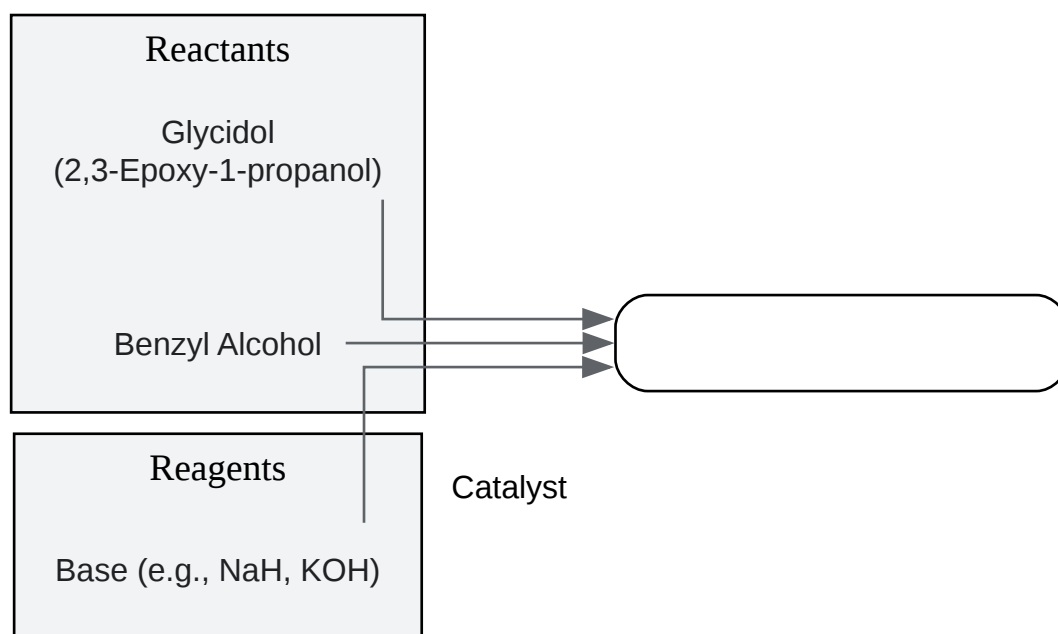 Reactants
Glycidol
(2,3-Epoxy-1-propanol)
Benzyl Alcohol
Reagents
Catalyst
Base (e.g., NaH, KOH)